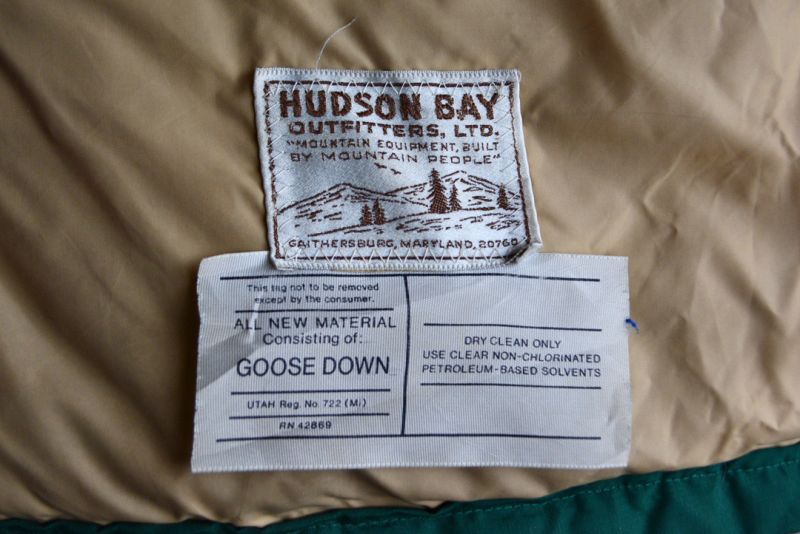 HUDSON BAY
OUTFITTERS, LTD.
"MOUNTAIN EQUIPMENT, BUILT
BY MOUNTAIN PEOPLE"
GAITHERSBURG, MARYLAND, 20760
This tag not to be removed
except by the consumer.
ALL NEW MATERIAL
Consisting of:
GOOSE DOWN
UTAH Reg. No. 722 (MI)
RN 42869
DRY CLEAN ONLY
USE CLEAR NON-CHLORINATED
PETROLEUM-BASED SOLVENTS